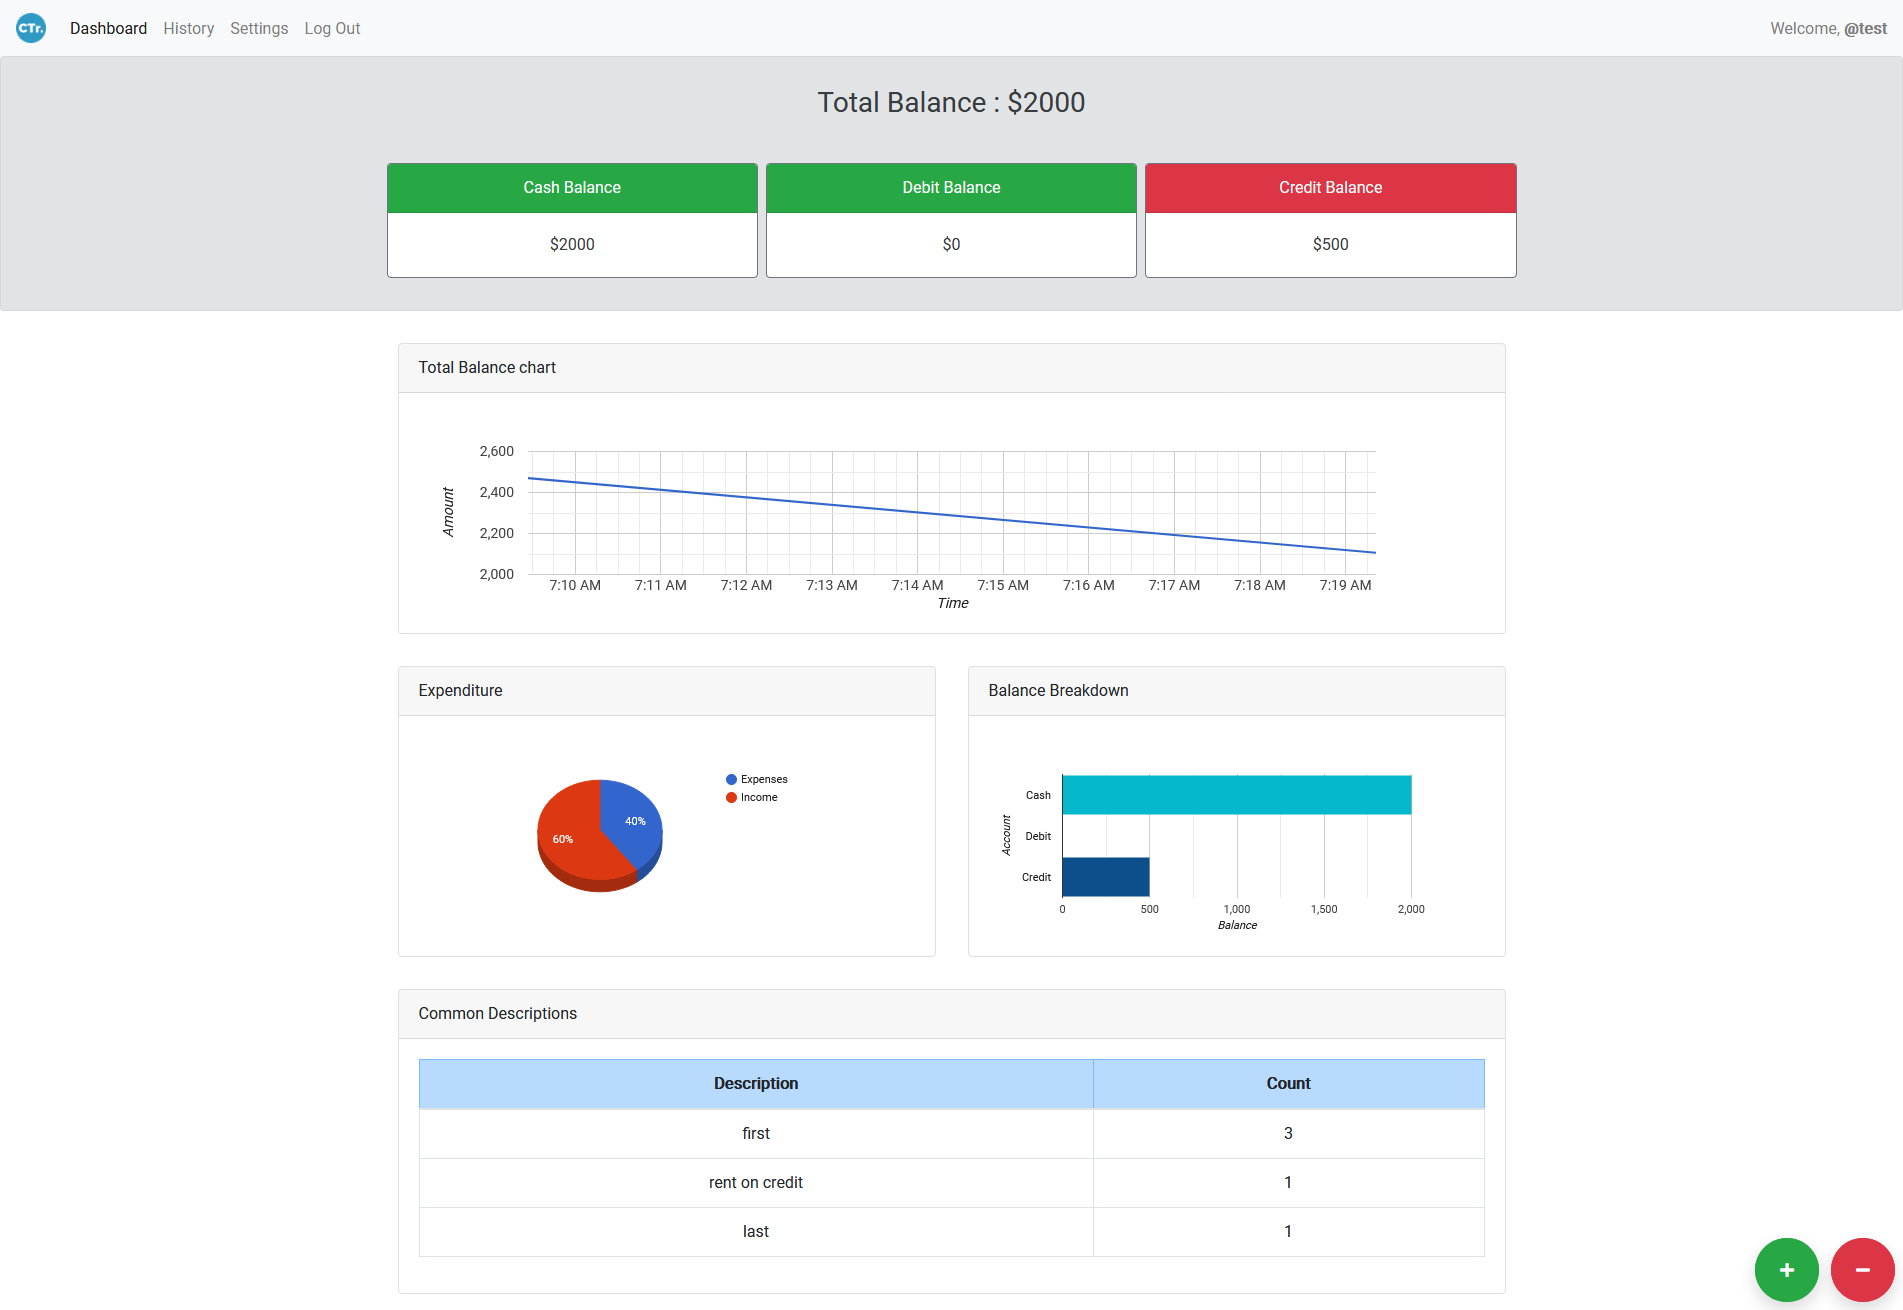 CTr. Dashboard History Settings Log Out Welcome, @test
Total Balance : $2000
Cash Balance Debit Balance Credit Balance
$2000 $0 $500
Total Balance chart
2,600
2,400
2,200
2,000
Amount
7:10 AM 7:11 AM 7:12 AM 7:13 AM 7:14 AM 7:15 AM 7:16 AM 7:17 AM 7:18 AM 7:19 AM
Time
Expenditure
Expenses
Income
40%
60%
Balance Breakdown
Cash
Debit
Credit
Account
0 500 1,000 1,500 2,000
Balance
Common Descriptions
Description Count
first 3
rent on credit 1
last 1
+ −